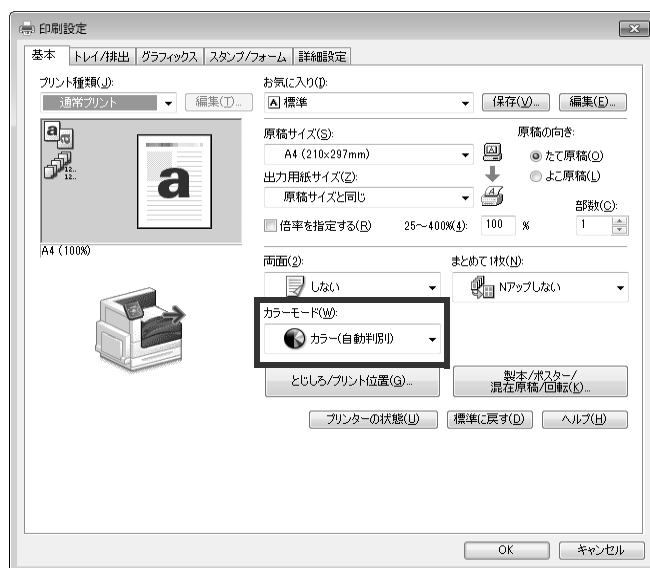 印刷設定
基本 トレイ/排出 グラフィックス スタンプ/フォーム 詳細設定
プリント種類(J):
通常プリント 編集(T)...
お気に入り(I):
標準 保存(V)... 編集(E)...
原稿サイズ(S):
A4 (210×297mm)
原稿の向き:
たて原稿(O)
よこ原稿(L)
出力用紙サイズ(Z):
原稿サイズと同じ
部数(C):
倍率を指定する(R) 25～400%(4): 100 % 1
A4 (100%)
両面(2):
しない
まとめて1枚(N):
Nアップしない
カラーモード(W):
カラー(自動判別)
とじしろ/プリント位置(G)...
製本/ポスター/
混在原稿/回転(K)...
プリンターの状態(U) 標準に戻す(D) ヘルプ(H)
OK キャンセル